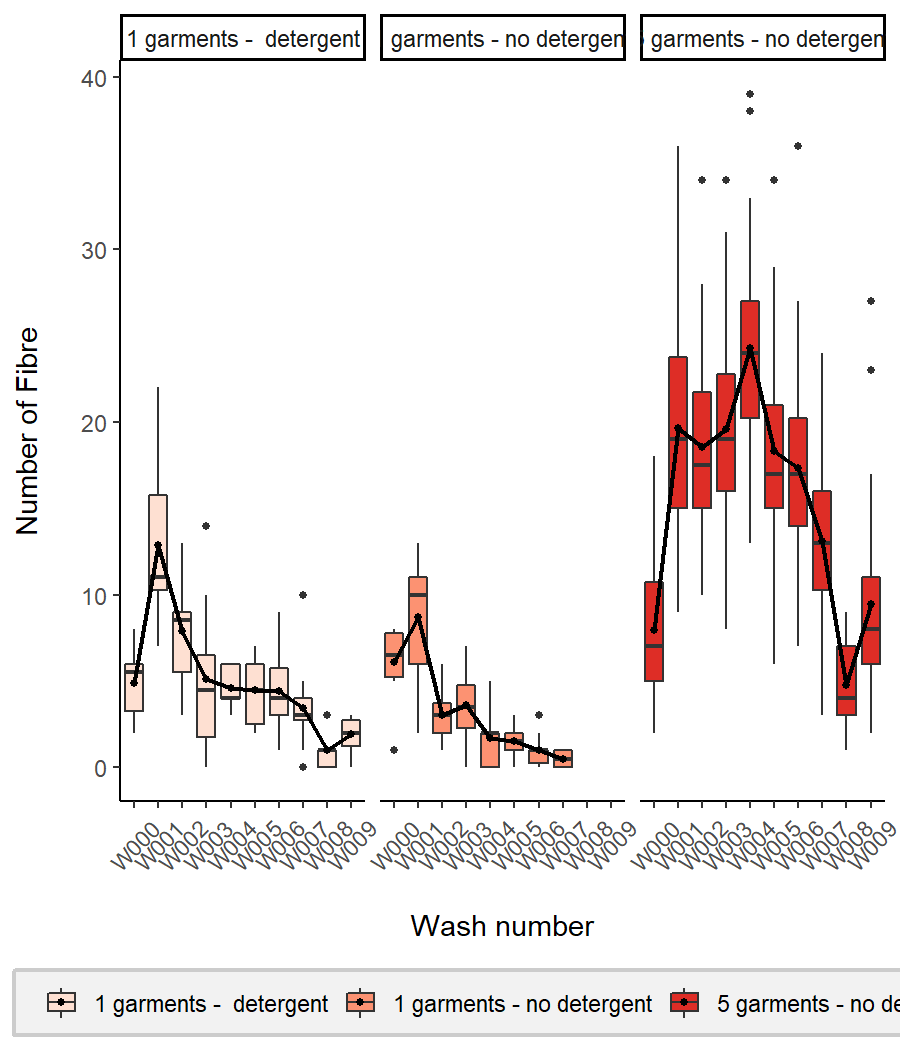 1 garments -  detergent
garments - no detergen
garments - no detergen
40
30
20
10
0
Number of Fibre
W000 W001 W002 W003 W004 W005 W006 W007 W008 W009
W000 W001 W002 W003 W004 W005 W006 W007 W008 W009
W000 W001 W002 W003 W004 W005 W006 W007 W008 W009
Wash number
1 garments -  detergent
1 garments - no detergent
5 garments - no de